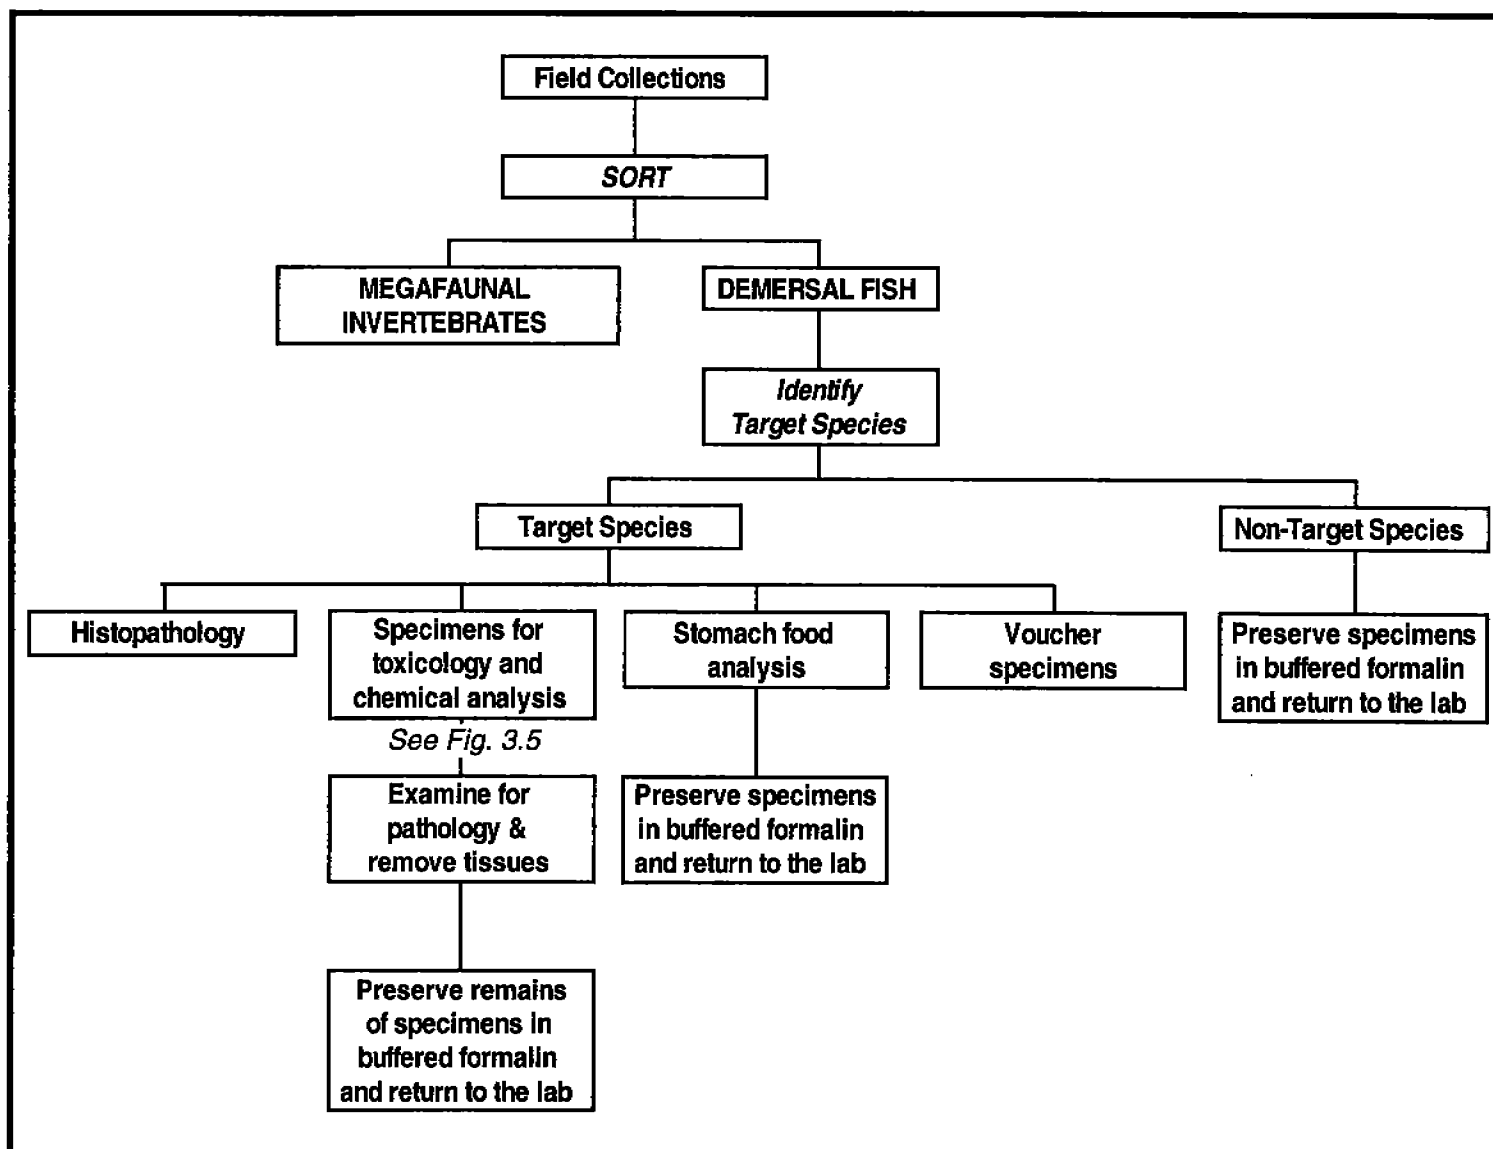 Field Collections
SORT
MEGAFAUNAL
INVERTEBRATES
DEMERSAL FISH
Identify
Target Species
Target Species
Non-Target Species
Histopathology
Specimens for
toxicology and
chemical analysis
See Fig. 3.5
Examine for
pathology &
remove tissues
Preserve remains
of specimens in
buffered formalin
and return to the lab
Stomach food
analysis
Preserve specimens
in buffered formalin
and return to the lab
Voucher
specimens
Preserve specimens
in buffered formalin
and return to the lab